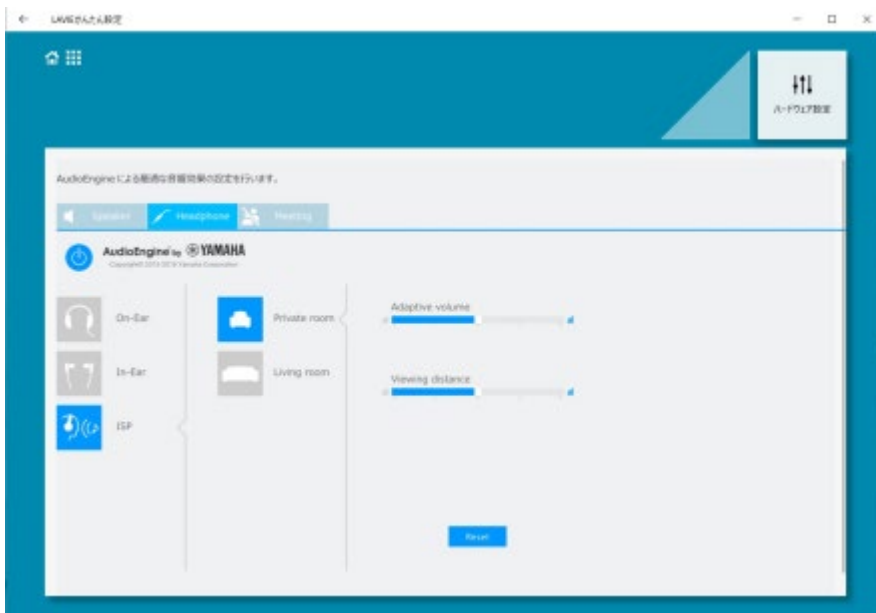 LAVIEかんたん設定
ハードウェア設定
AudioEngineによる最適な音響効果の設定を行います。
Speaker
Headphone
Meeting
AudioEngine by YAMAHA
On-Ear
In-Ear
ISP
Private room
Living room
Adaptive volume
Viewing distance
Reset